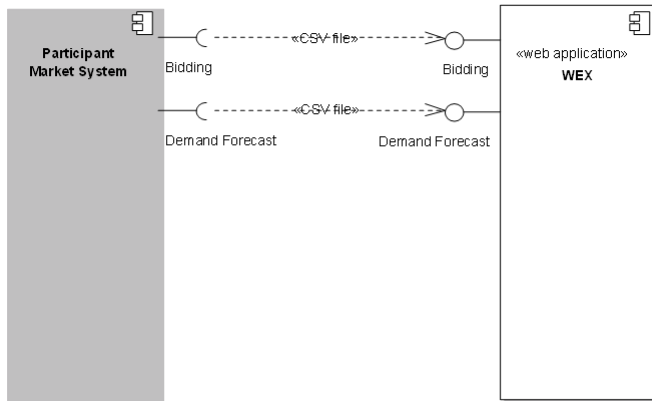 Participant
Market System
«CSV file»
Bidding
Bidding
«web application»
WEX
«CSV file»
Demand Forecast
Demand Forecast